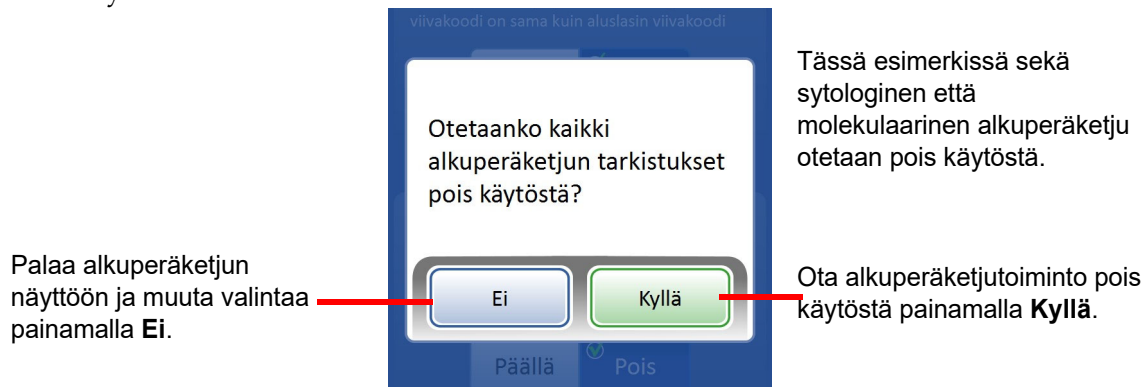 viivakoodi on sama kuin aluslasin viivakoodi
Otetaanko kaikki
alkuperäketjun tarkistukset
pois käytöstä?
Ei
Kyllä
Päällä
Pois
Tässä esimerkissä sekä
sytologinen että
molekulaarinen alkuperäketju
otetaan pois käytöstä.
Palaa alkuperäketjun
näyttöön ja muuta valintaa
painamalla Ei.
Ota alkuperäketjutoiminto pois
käytöstä painamalla Kyllä.